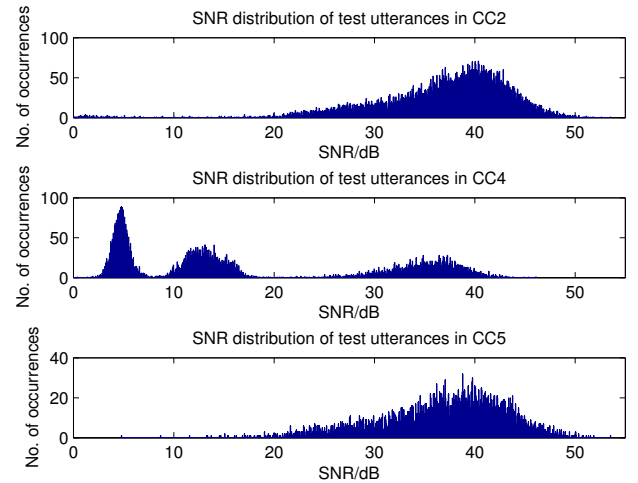 SNR distribution of test utterances in CC2
No. of occurrences
100
50
0
0 10 20 30 40 50
SNR/dB
SNR distribution of test utterances in CC4
No. of occurrences
100
50
0
0 10 20 30 40 50
SNR/dB
SNR distribution of test utterances in CC5
No. of occurrences
40
20
0
0 10 20 30 40 50
SNR/dB